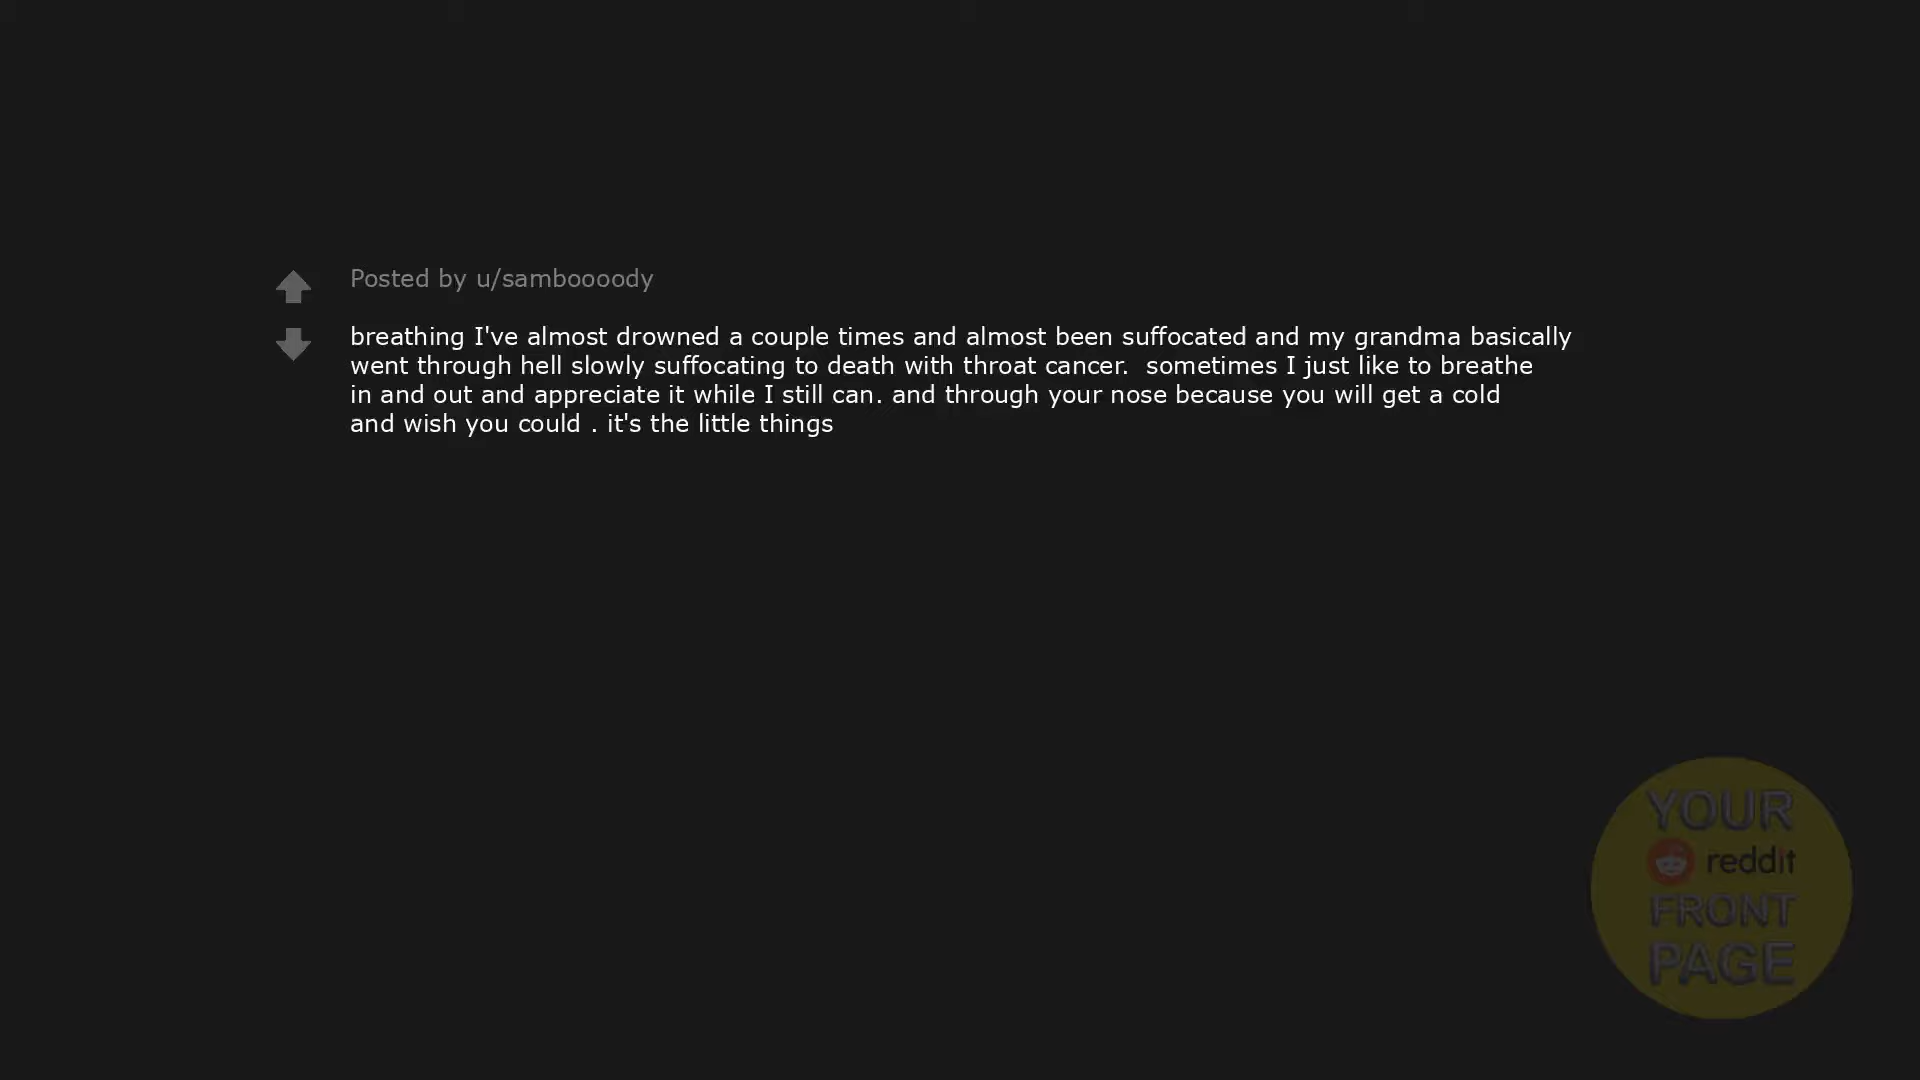 Posted by u/samboooody
breathing I've almost drowned a couple times and almost been suffocated and my grandma basically
went through hell slowly suffocating to death with throat cancer.  sometimes I just like to breathe
in and out and appreciate it while I still can. and through your nose because you will get a cold
and wish you could . it's the little things
YOUR
reddit
FRONT
PAGE